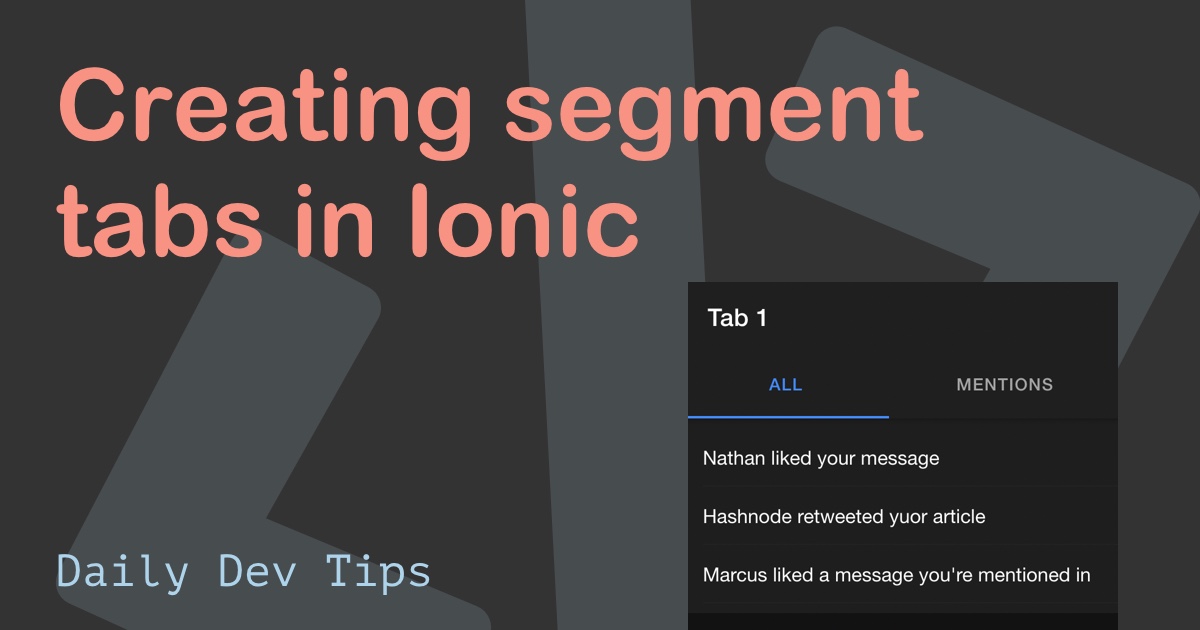 Creating segment
tabs in Ionic
Tab 1
ALL MENTIONS
Nathan liked your message
Hashnode retweeted yuor article
Marcus liked a message you're mentioned in
Daily Dev Tips